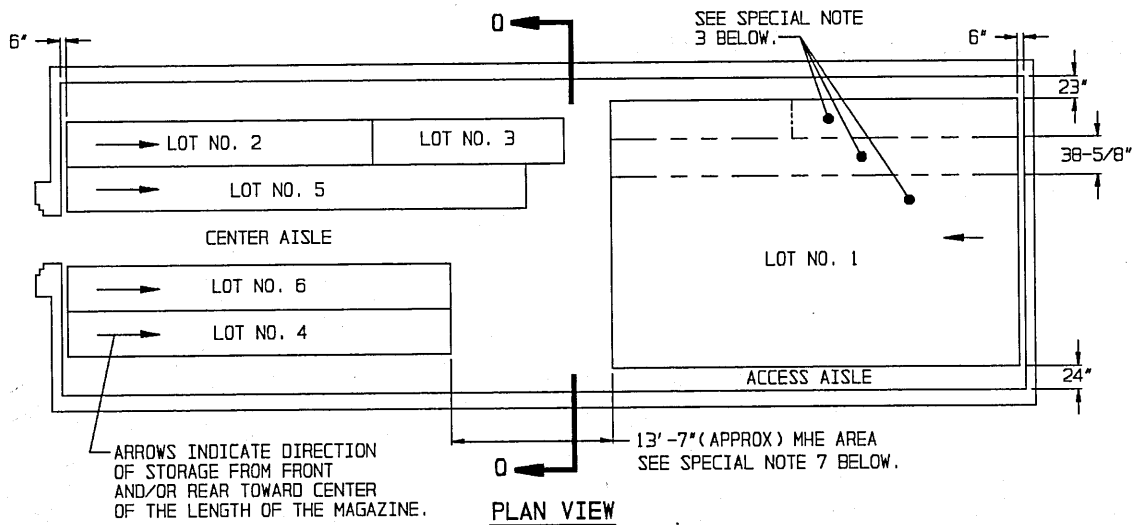 O
SEE SPECIAL NOTE
3 BELOW.
6"
6"
23"
LOT NO. 2
LOT NO. 3
38-5/8"
LOT NO. 5
CENTER AISLE
LOT NO. 1
LOT NO. 6
LOT NO. 4
ACCESS AISLE
24"
ARROWS INDICATE DIRECTION
OF STORAGE FROM FRONT
AND/OR REAR TOWARD CENTER
OF THE LENGTH OF THE MAGAZINE.
O
13'-7"(APPROX) MHE AREA
SEE SPECIAL NOTE 7 BELOW.
PLAN VIEW